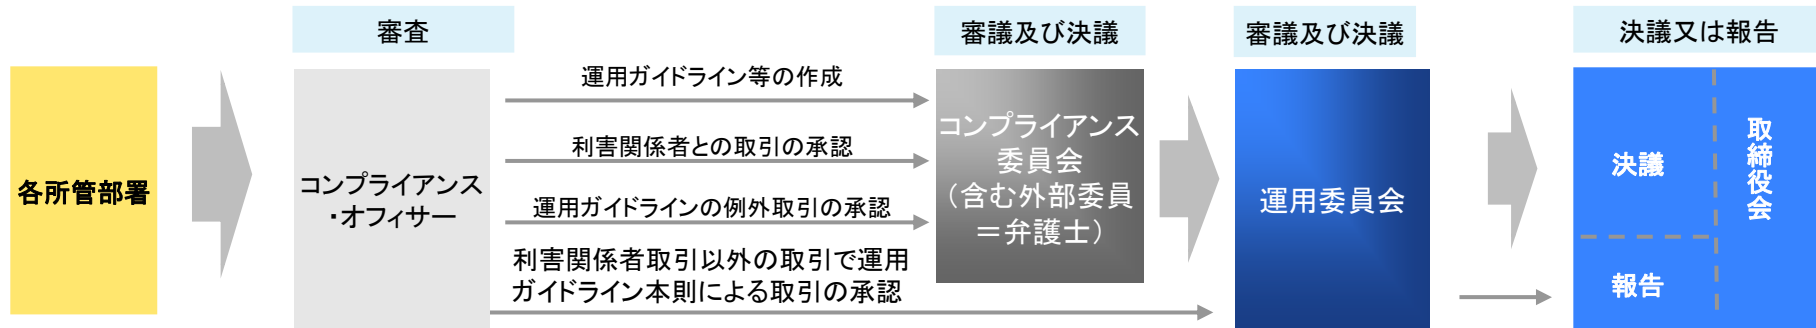 審査
審議及び決議
審議及び決議
決議又は報告
各所管部署
コンプライアンス
・オフィサー
運用ガイドライン等の作成
利害関係者との取引の承認
運用ガイドラインの例外取引の承認
利害関係者取引以外の取引で運用
ガイドライン本則による取引の承認
コンプライアンス
委員会
（含む外部委員
＝弁護士）
運用委員会
決議
報告
取締役会